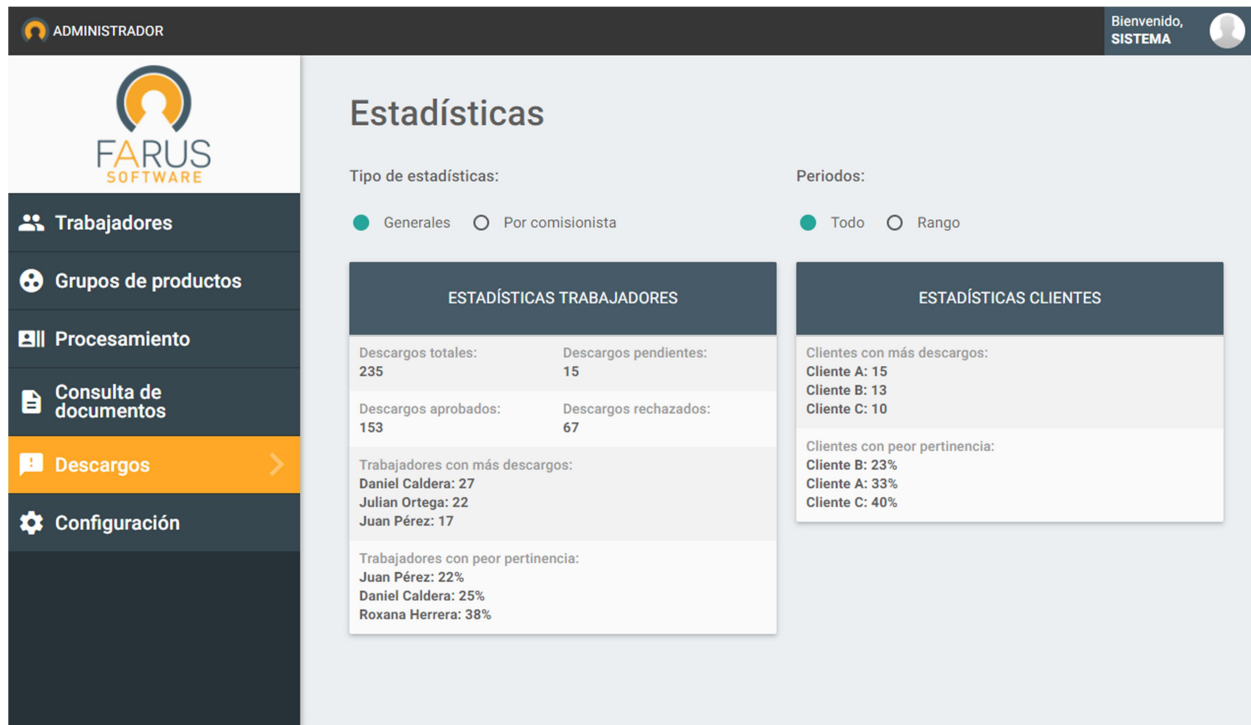 ADMINISTRADOR
Bienvenido,
SISTEMA
FARUS
SOFTWARE
Trabajadores
Grupos de productos
Procesamiento
Consulta de
documentos
Descargos
Configuración
Estadísticas
Tipo de estadísticas:
Generales Por comisionista
Periodos:
Todo Rango
ESTADÍSTICAS TRABAJADORES
Descargos totales: Descargos pendientes:
235 15
Descargos aprobados: Descargos rechazados:
153 67
Trabajadores con más descargos:
Daniel Caldera: 27
Julian Ortega: 22
Juan Pérez: 17
Trabajadores con peor pertinencia:
Juan Pérez: 22%
Daniel Caldera: 25%
Roxana Herrera: 38%
ESTADÍSTICAS CLIENTES
Clientes con más descargos:
Cliente A: 15
Cliente B: 13
Cliente C: 10
Clientes con peor pertinencia:
Cliente B: 23%
Cliente A: 33%
Cliente C: 40%